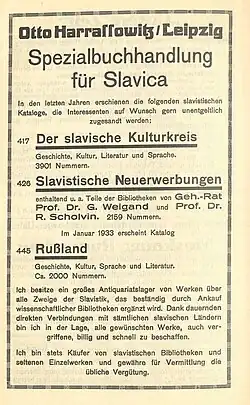 Otto Harrassowitz/Leipzig
Spezialbuchhandlung
für Slavica
In den letzten Jahren erschienen die folgenden slavistischen
Kataloge, die Interessenten auf Wunsch gern unentgeltlich
zugesandt werden:
417 Der slavische Kulturkreis
Geschichte, Kultur, Literatur und Sprache.
3901 Nummern.
426 Slavistische Neuerwerbungen
enthaltend u. a. Teile der Bibliotheken von Geh.-Rat
Prof. Dr. G. Weigand und Prof. Dr.
R. Scholvin. 2159 Nummern.
Im Januar 1933 erscheint Katalog
445 Rußland
Geschichte, Kultur, Sprache und Literatur.
Ca. 2000 Nummern.
Ich besitze ein großes Antiquariatslager von Werken über
alle Zweige der Slavistik, das beständig durch Ankauf
wissenschaftlicher Bibliotheken ergänzt wird. Dank dauernden
direkten Verbindungen mit sämtlichen slavischen Ländern
bin ich in der Lage, alle gewünschten Werke, auch ver-
griffene, billig und schnell zu beschaffen.
Ich bin stets Käufer von slavistischen Bibliotheken und
seltenen Einzelwerken und gewähre für Vermittlung die
übliche Vergütung.